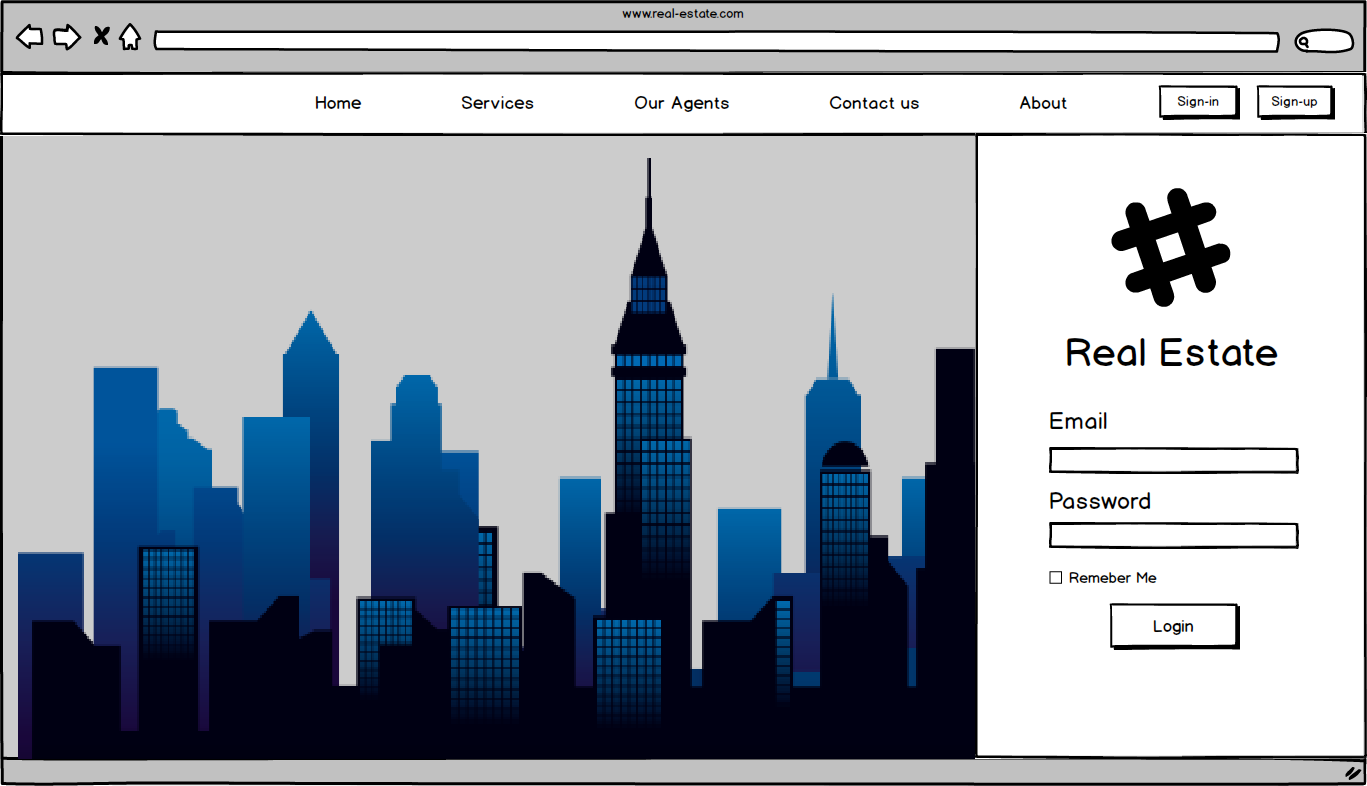 www.real-estate.com
Home Services Our Agents Contact us About Sign-in Sign-up
Real Estate
Email
Password
Remeber Me
Login